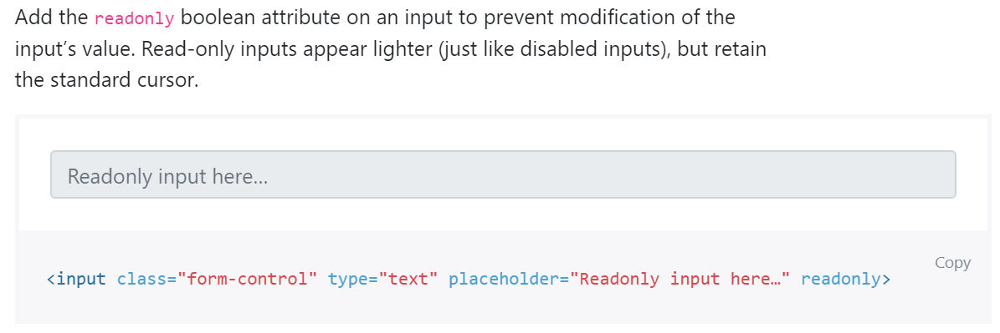 Add the readonly boolean attribute on an input to prevent modification of the
input’s value. Read-only inputs appear lighter (just like disabled inputs), but retain
the standard cursor.
Readonly input here…
Copy
<input class="form-control" type="text" placeholder="Readonly input here…" readonly>